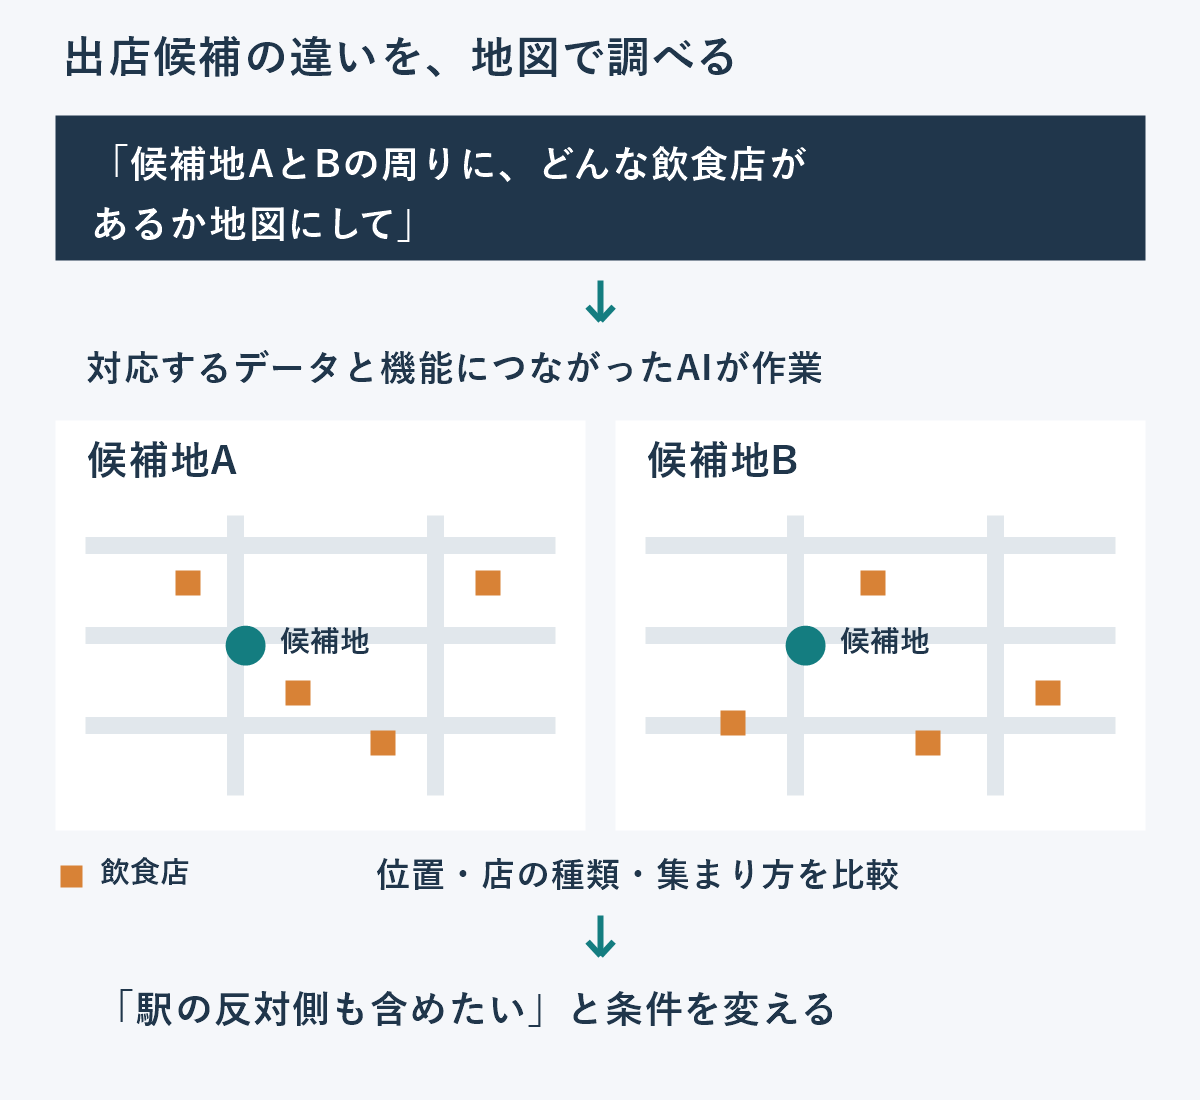 出店候補の違いを、地図で調べる
「候補地AとBの周りに、どんな飲食店が
あるか地図にして」
対応するデータと機能につながったAIが作業
候補地A
候補地B
候補地
候補地
飲食店
位置・店の種類・集まり方を比較
「駅の反対側も含めたい」と条件を変える